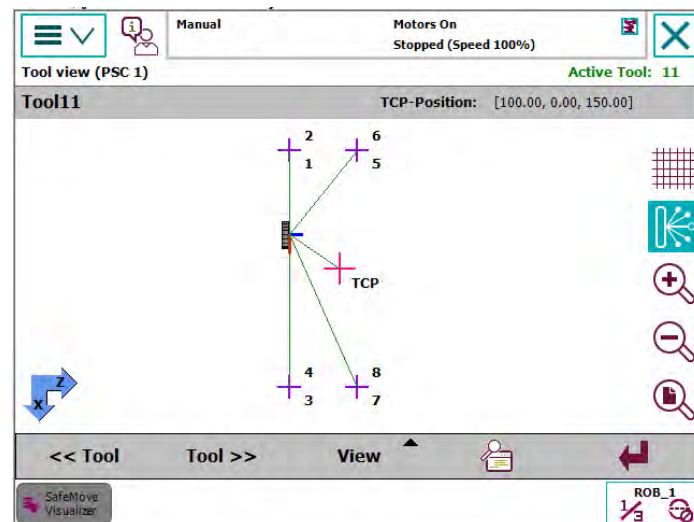 Manual
Motors On
Stopped (Speed 100%)
Tool view (PSC 1)
Active Tool: 11
Tool11
TCP-Position: [100.00, 0.00, 150.00]
2 6
1 5
TCP
4 8
3 7
Z
X
<< Tool Tool >> View
SafeMove
Visualizer
ROB_1
1/3